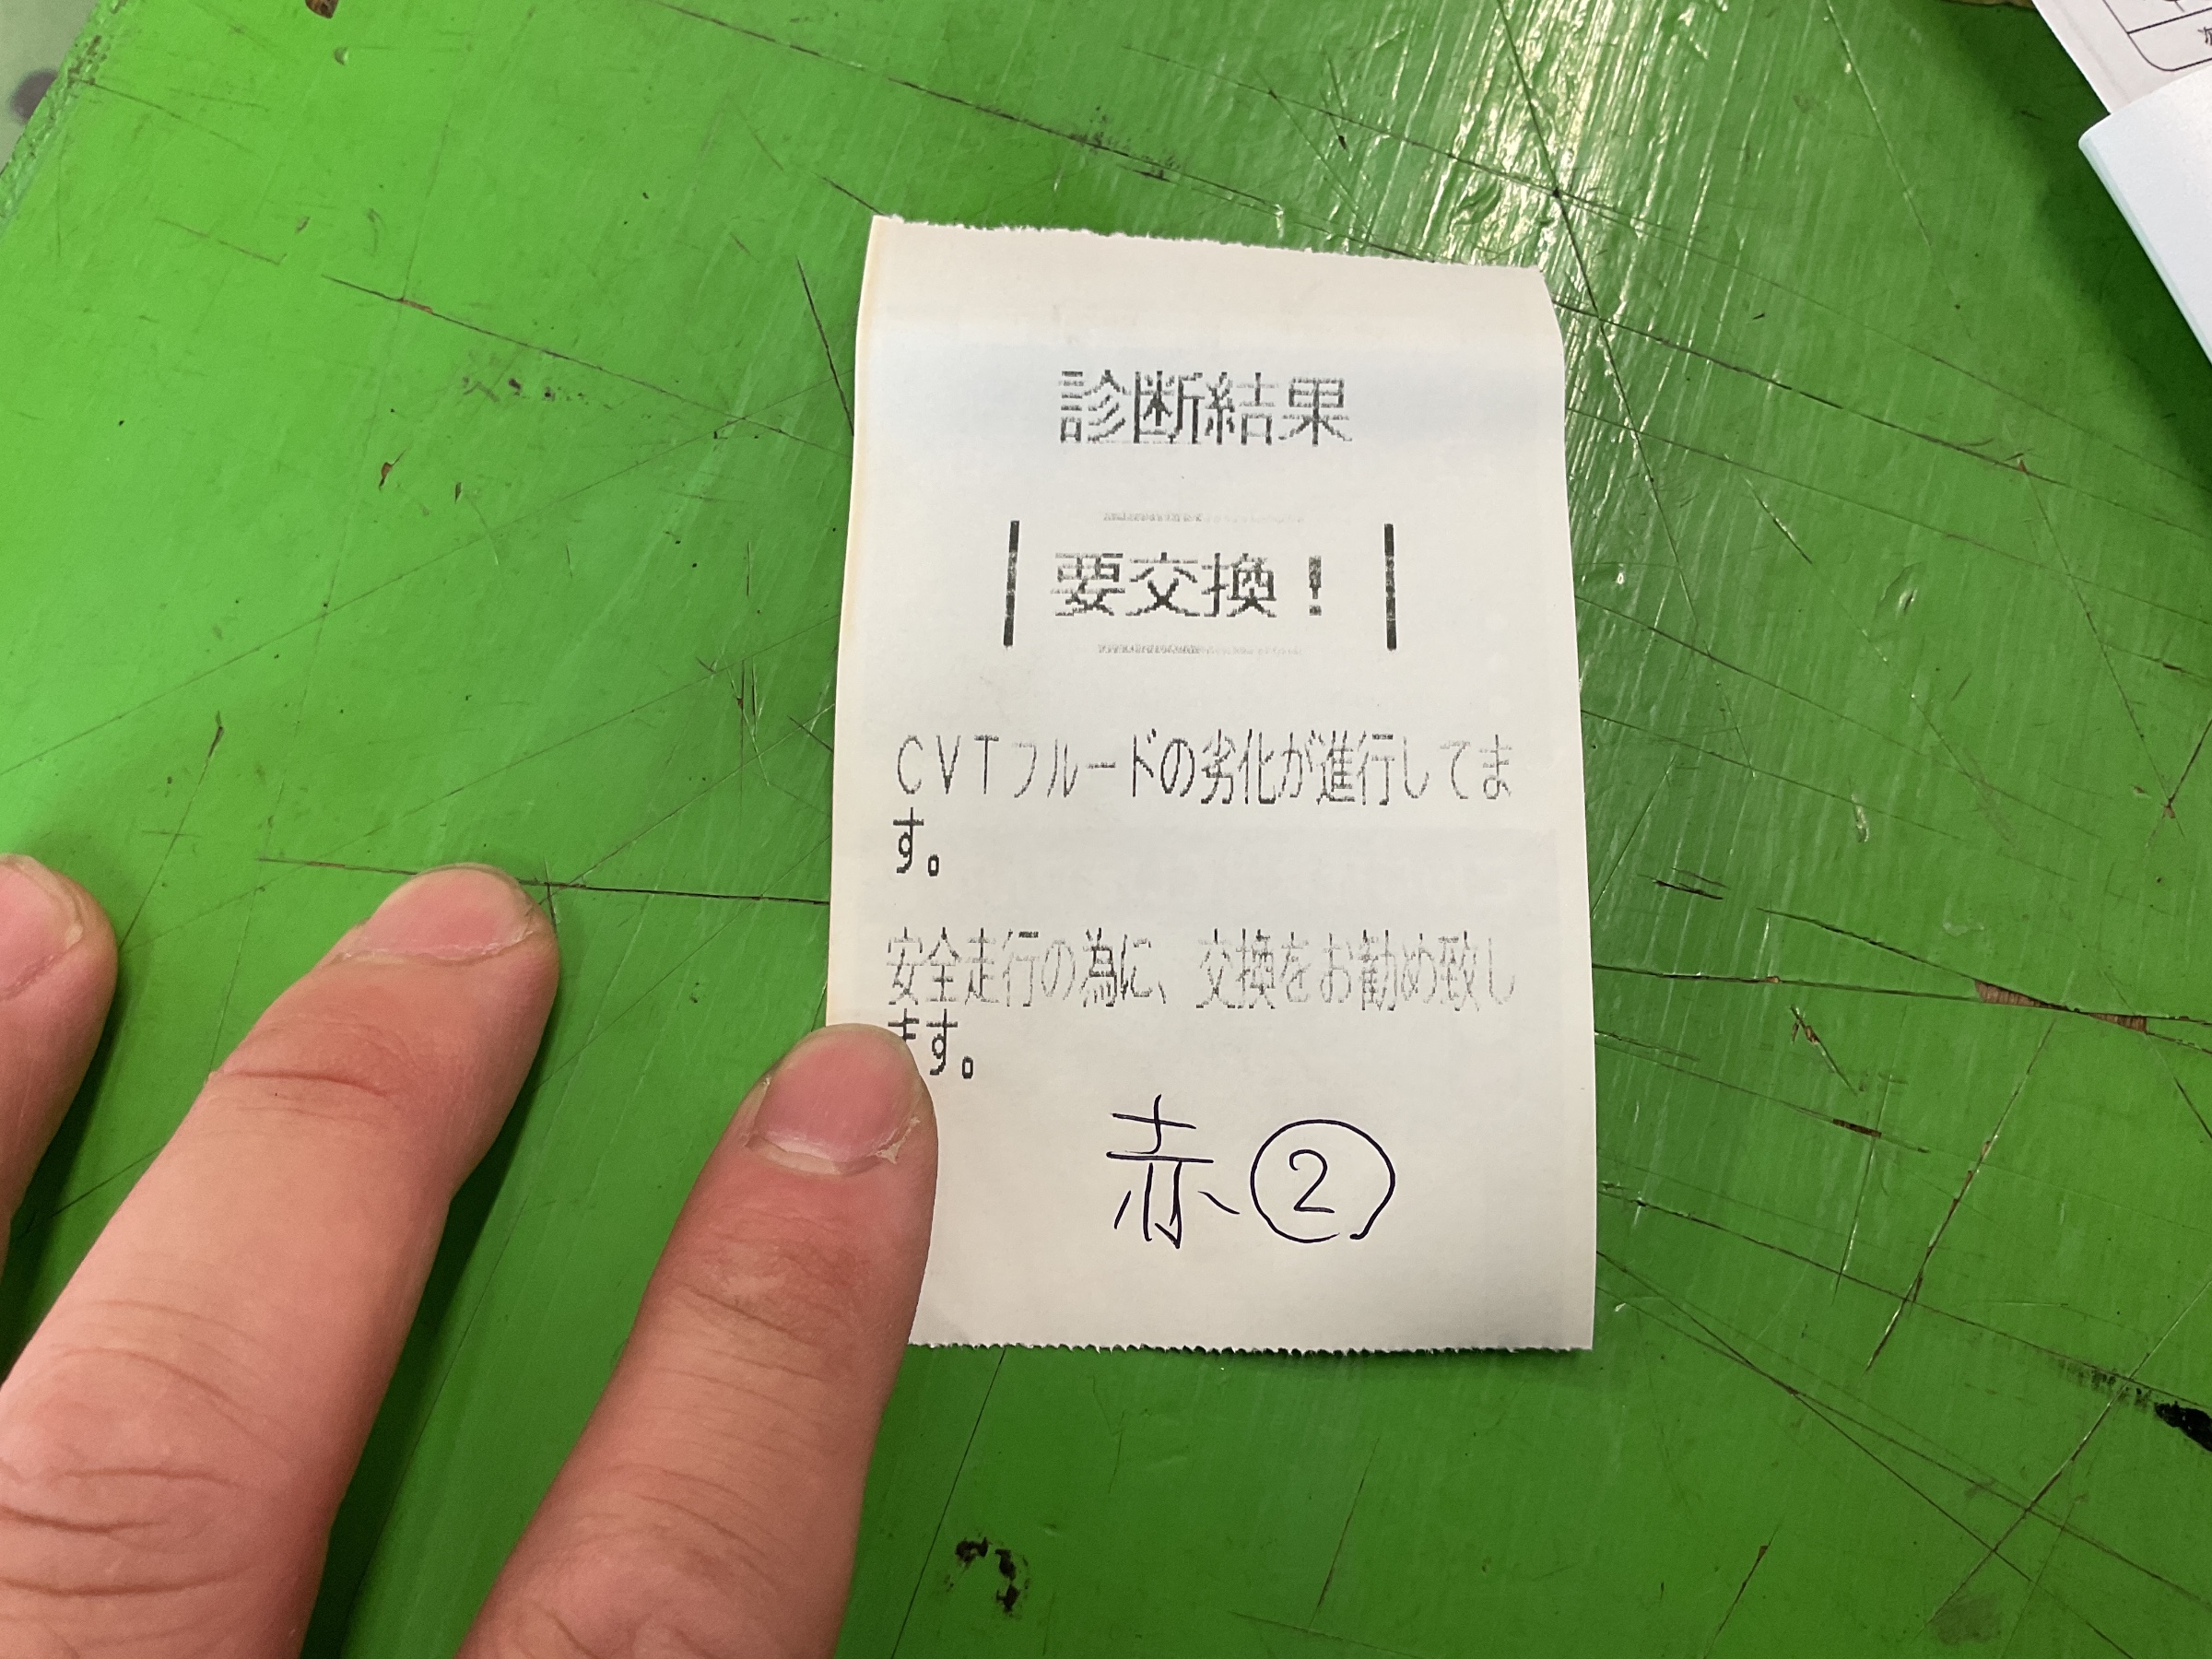 診断結果
要交換！
CVTフルードの劣化が進行してま
す。
安全走行の為に、交換をお勧め致し
ます。
赤②